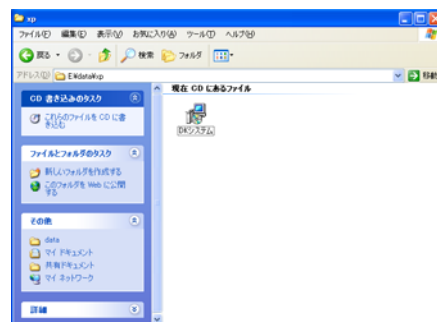 xp
ファイル(F) 編集(E) 表示(V) お気に入り(A) ツール(T) ヘルプ(H)
戻る 検索 フォルダ
アドレス(D) E:¥data¥xp 移動
CD 書き込みのタスク
これらのファイルを CD に書
き込む
ファイルとフォルダのタスク
新しいフォルダを作成する
このフォルダを Web に公開
する
その他
data
マイ ドキュメント
共有ドキュメント
マイ ネットワーク
詳細
現在 CD にあるファイル
DKシステム